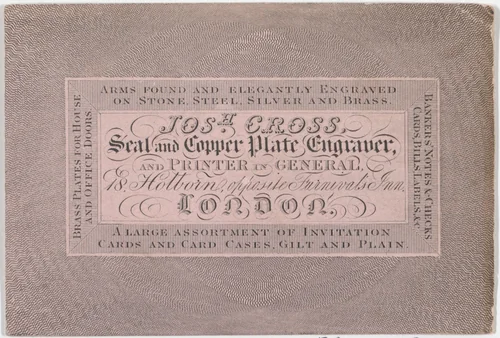 ARMS FOUND AND ELEGANTLY ENGRAVED
ON STONE, STEEL, SILVER AND BRASS.
BRASS PLATES FOR HOUSE
AND OFFICE DOORS
JOSH CROSS,
Seal and Copper Plate Engraver,
AND PRINTER IN GENERAL,
18, Holborn, opposite Furnivals Inn,
LONDON.
BANKERS' NOTES & CHECKS
CARDS, BILLS, LABELS, &c
A LARGE ASSORTMENT OF INVITATION
CARDS AND CARD CASES, GILT AND PLAIN.